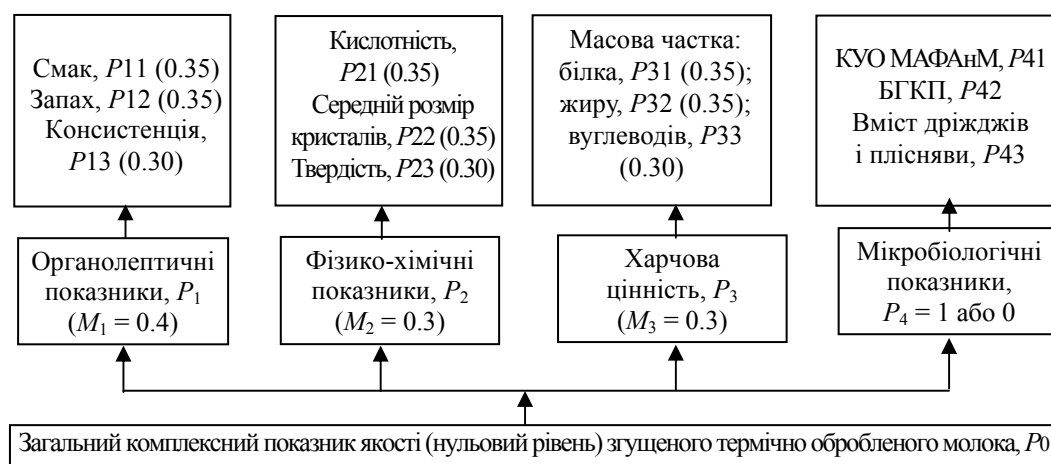 Смак, P11 (0.35)
Запах, P12 (0.35)
Консистенція,
P13 (0.30)
Кислотність,
P21 (0.35)
Середній розмір
кристалів, P22 (0.35)
Твердість, P23 (0.30)
Масова частка:
білка, P31 (0.35);
жиру, P32 (0.35);
вуглеводів, P33
(0.30)
КУО МАФАнМ, P41
БГКП, P42
Вміст дріжджів
і плісняви, P43
Органолептичні
показники, P₁
(M₁ = 0.4)
Фізико-хімічні
показники, P₂
(M₂ = 0.3)
Харчова
цінність, P₃
(M₃ = 0.3)
Мікробіологічні
показники,
P₄ = 1 або 0
Загальний комплексний показник якості (нульовий рівень) згущеного термічно обробленого молока, P0